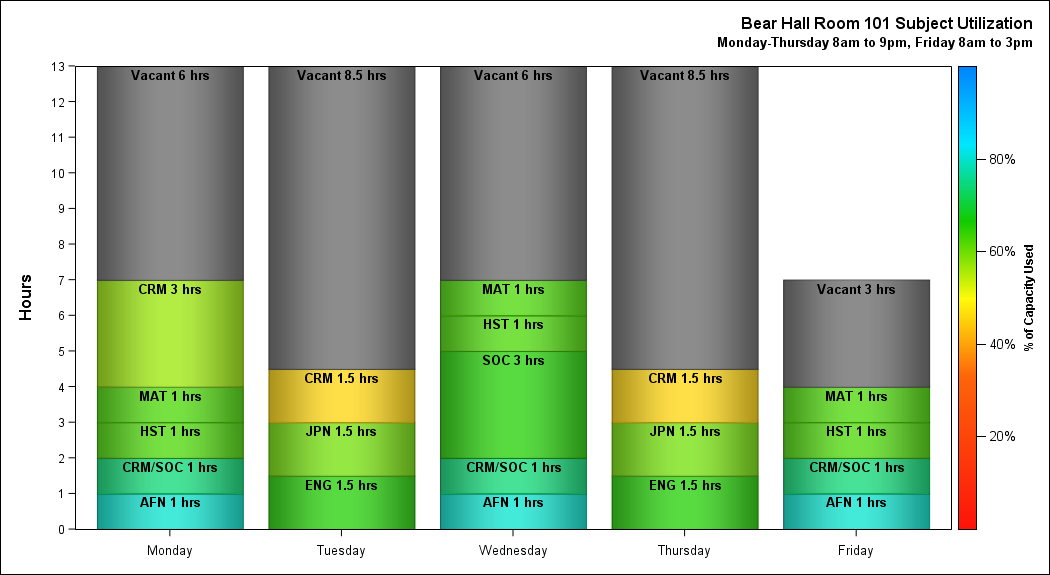 Bear Hall Room 101 Subject Utilization
Monday-Thursday 8am to 9pm, Friday 8am to 3pm
Hours
13
12
11
10
9
8
7
6
5
4
3
2
1
0
Vacant 6 hrs
CRM 3 hrs
MAT 1 hrs
HST 1 hrs
CRM/SOC 1 hrs
AFN 1 hrs
Monday
Vacant 8.5 hrs
CRM 1.5 hrs
JPN 1.5 hrs
ENG 1.5 hrs
Tuesday
Vacant 6 hrs
MAT 1 hrs
HST 1 hrs
SOC 3 hrs
CRM/SOC 1 hrs
AFN 1 hrs
Wednesday
Vacant 8.5 hrs
CRM 1.5 hrs
JPN 1.5 hrs
ENG 1.5 hrs
Thursday
Vacant 3 hrs
MAT 1 hrs
HST 1 hrs
CRM/SOC 1 hrs
AFN 1 hrs
Friday
80%
60%
40%
20%
% of Capacity Used